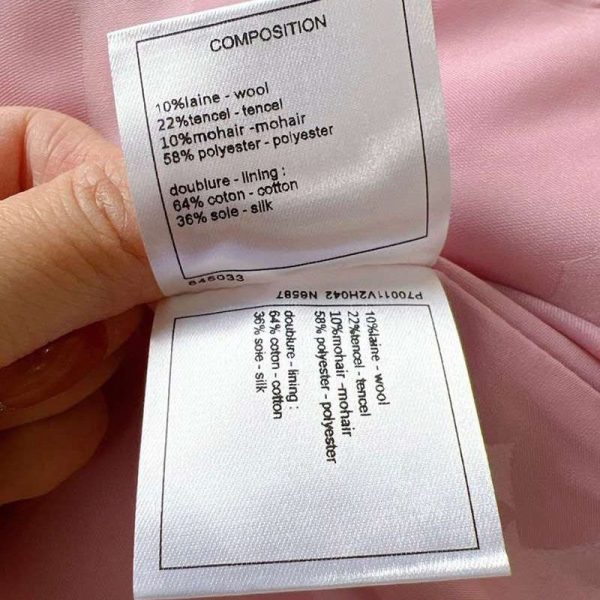 COMPOSITION
10%laine - wool
22%tencel - tencel
10%mohair -mohair
58% polyester - polyester
doublure - lining :
64% coton - cotton
36% soie - silk
P70011V2H042 N6587
10%laine - wool
22%tencel - tencel
10%mohair -mohair
58% polyester - polyester
doublure - lining :
64% coton - cotton
36% soie - silk